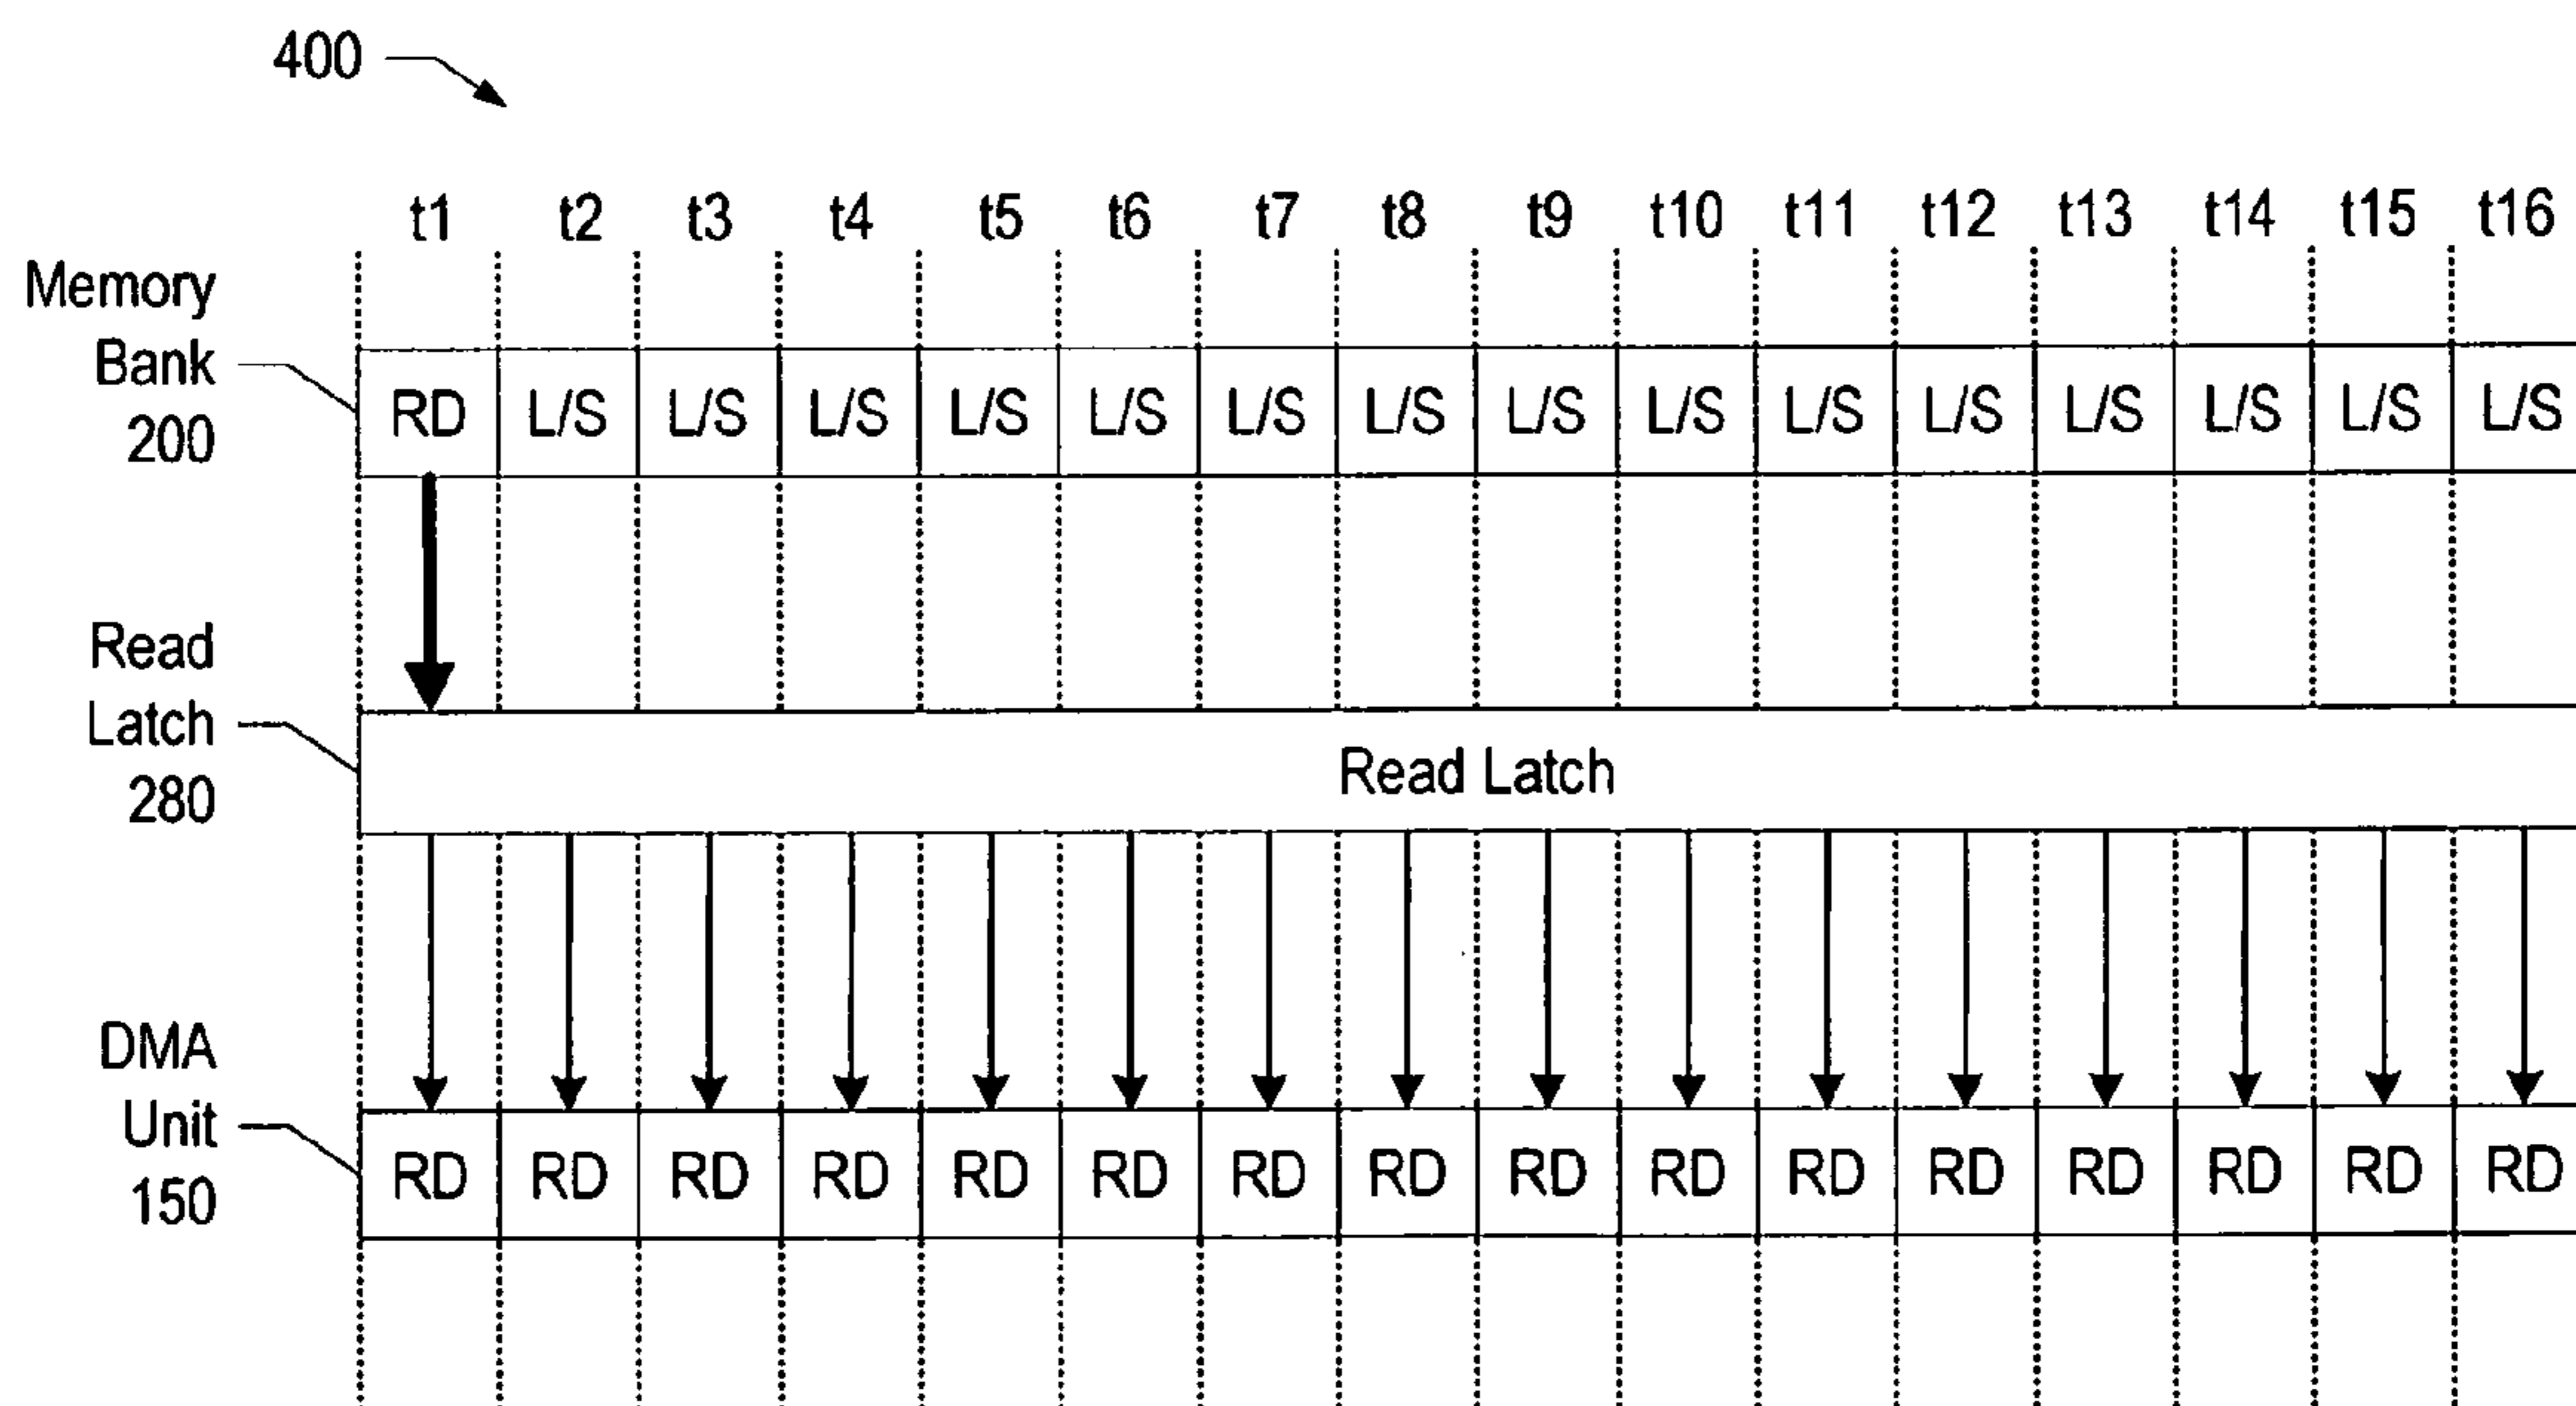 400
t1 t2 t3 t4 t5 t6 t7 t8 t9 t10 t11 t12 t13 t14 t15 t16
Memory
Bank
200
RD L/S L/S L/S L/S L/S L/S L/S L/S L/S L/S L/S L/S L/S L/S L/S
Read
Latch
280
Read Latch
DMA
Unit
150
RD RD RD RD RD RD RD RD RD RD RD RD RD RD RD RD